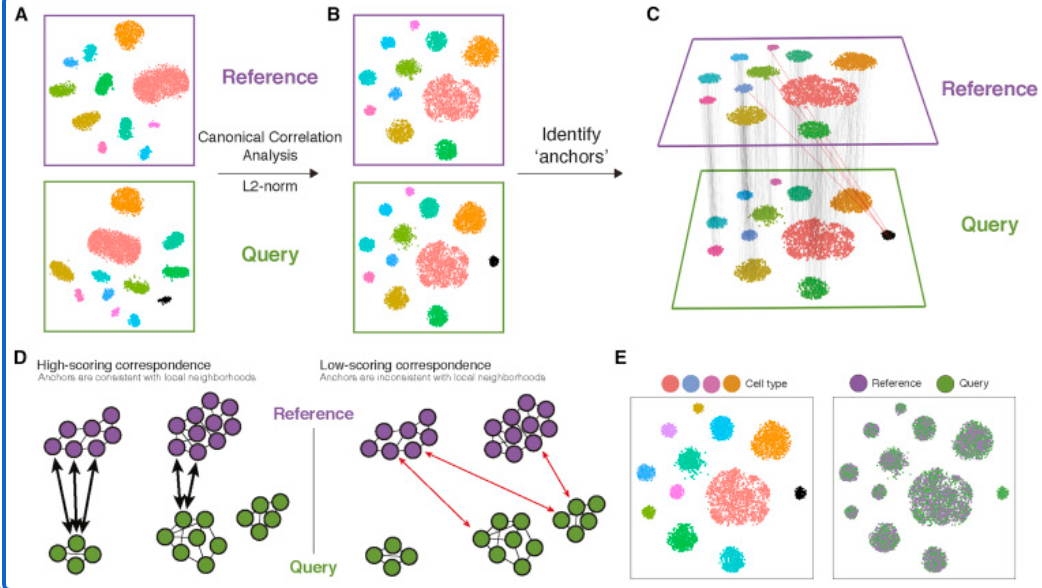 A
B
C
Reference
Canonical Correlation
Analysis
L2-norm
Query
Identify
'anchors'
Reference
Query
D
High-scoring correspondence
Anchors are consistent with local neighborhoods
Low-scoring correspondence
Anchors are inconsistent with local neighborhoods
Reference
Query
E
Cell type
Reference
Query